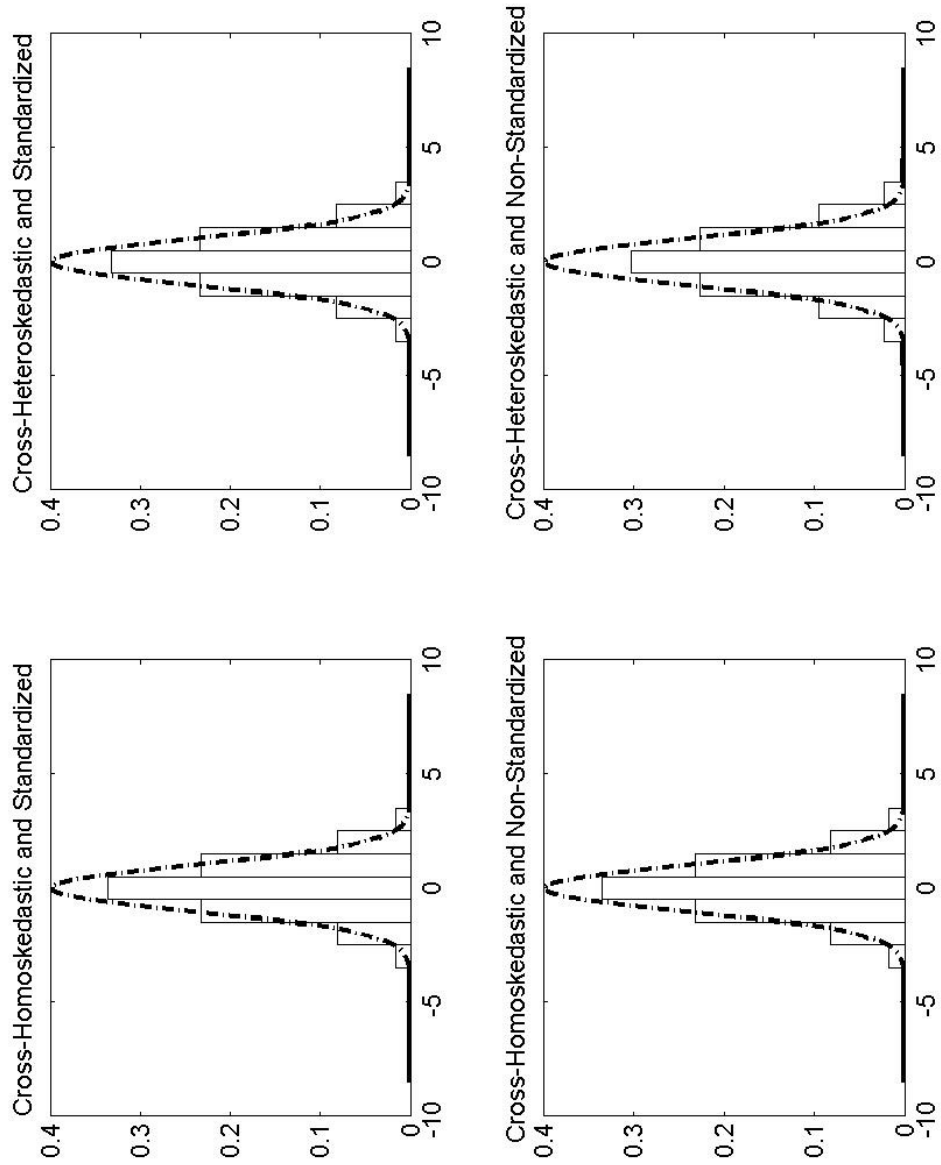 Cross-Homoskedastic and Standardized
0.4
0.3
0.2
0.1
0
-10 -5 0 5 10
Cross-Heteroskedastic and Standardized
0.4
0.3
0.2
0.1
0
-10 -5 0 5 10
Cross-Homoskedastic and Non-Standardized
0.4
0.3
0.2
0.1
0
-10 -5 0 5 10
Cross-Heteroskedastic and Non-Standardized
0.4
0.3
0.2
0.1
0
-10 -5 0 5 10